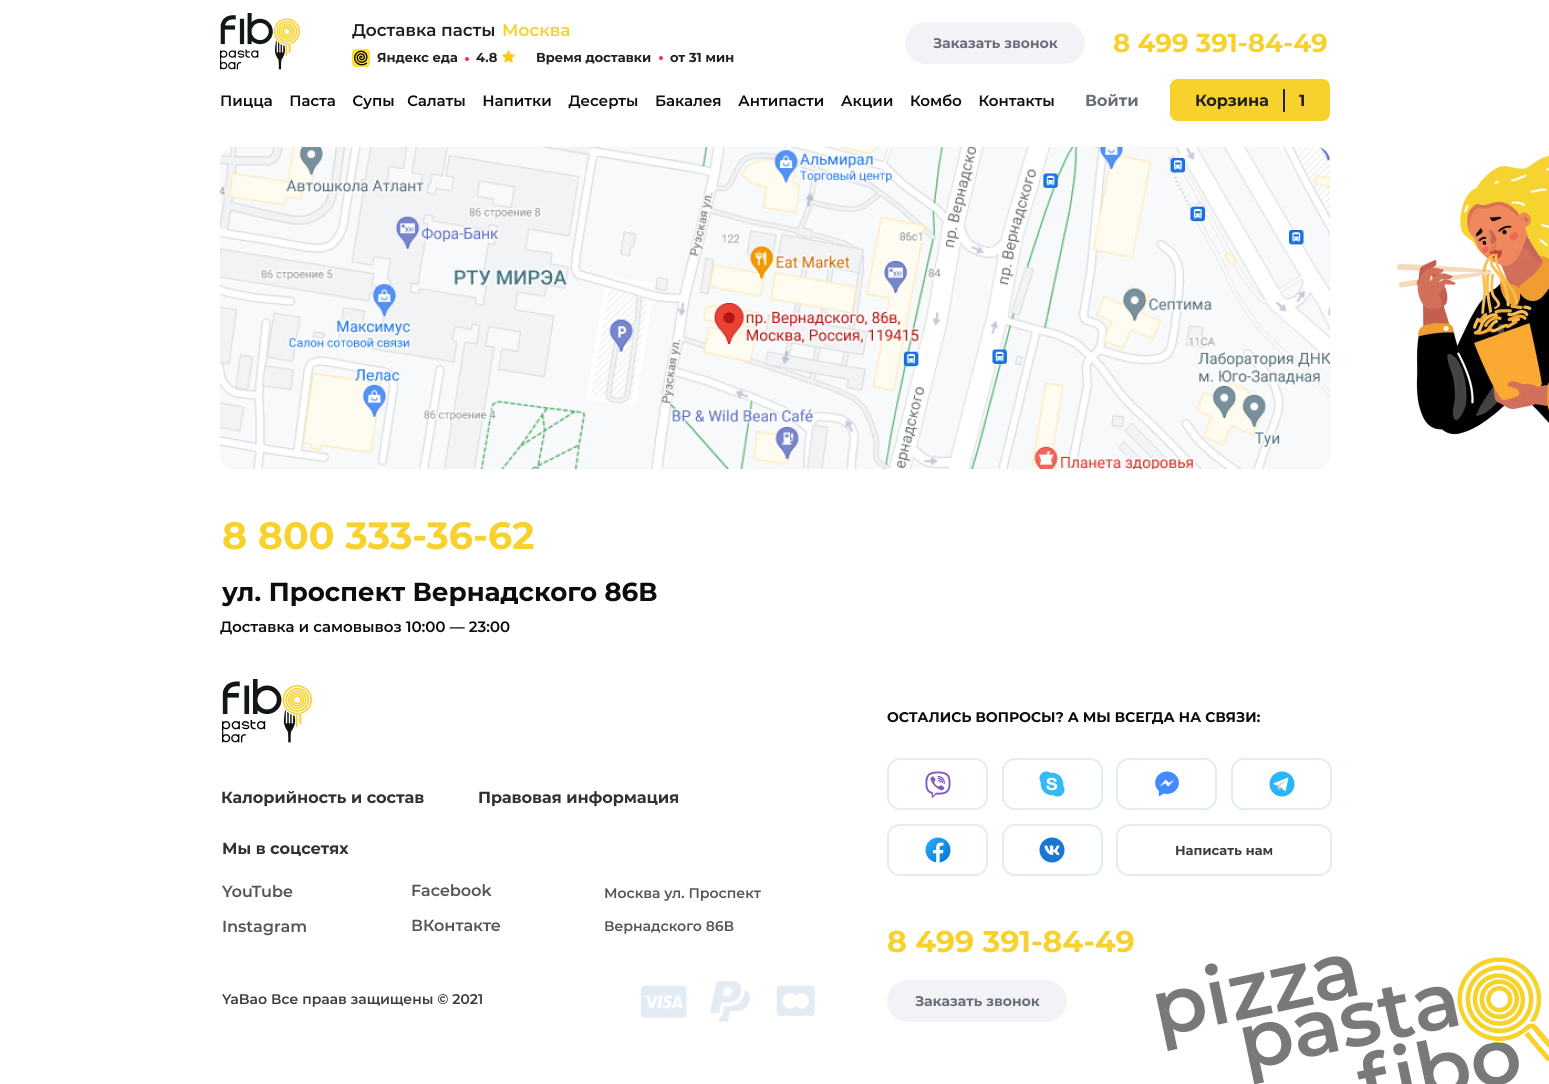 fibo
pasta
bar
Доставка пасты Москва
Яндекс еда • 4.8 Время доставки • от 31 мин
Заказать звонок
8 499 391-84-49
Пицца Паста Супы Салаты Напитки Десерты Бакалея Антипасти Акции Комбо Контакты Войти Корзина 1
Автошкола Атлант
86 строение 8
Фора-Банк
86 строение 5
РТУ МИРЭА
Максимус
Салон сотовой связи
Лелас
86 строение 4
Рузская ул.
Рузская ул.
P
122
Альмирал
Торговый центр
Eat Market
86с1
84
пр. Вернадского, 86в,
Москва, Россия, 119415
BP & Wild Bean Café
пр. Вернадско
пр. Вернадского
ернадского
Септима
11СА
Лаборатория ДНК
м. Юго-Западная
Туи
Планета здоровья
8 800 333-36-62
ул. Проспект Вернадского 86В
Доставка и самовывоз 10:00 — 23:00
fibo
pasta
bar
ОСТАЛИСЬ ВОПРОСЫ? А МЫ ВСЕГДА НА СВЯЗИ:
Калорийность и состав
Правовая информация
Мы в соцсетях
YouTube
Facebook
Москва ул. Проспект
Instagram
ВКонтакте
Вернадского 86В
Написать нам
8 499 391-84-49
YaBao Все праав защищены © 2021
VISA
Заказать звонок
pizza
pasta
fibo